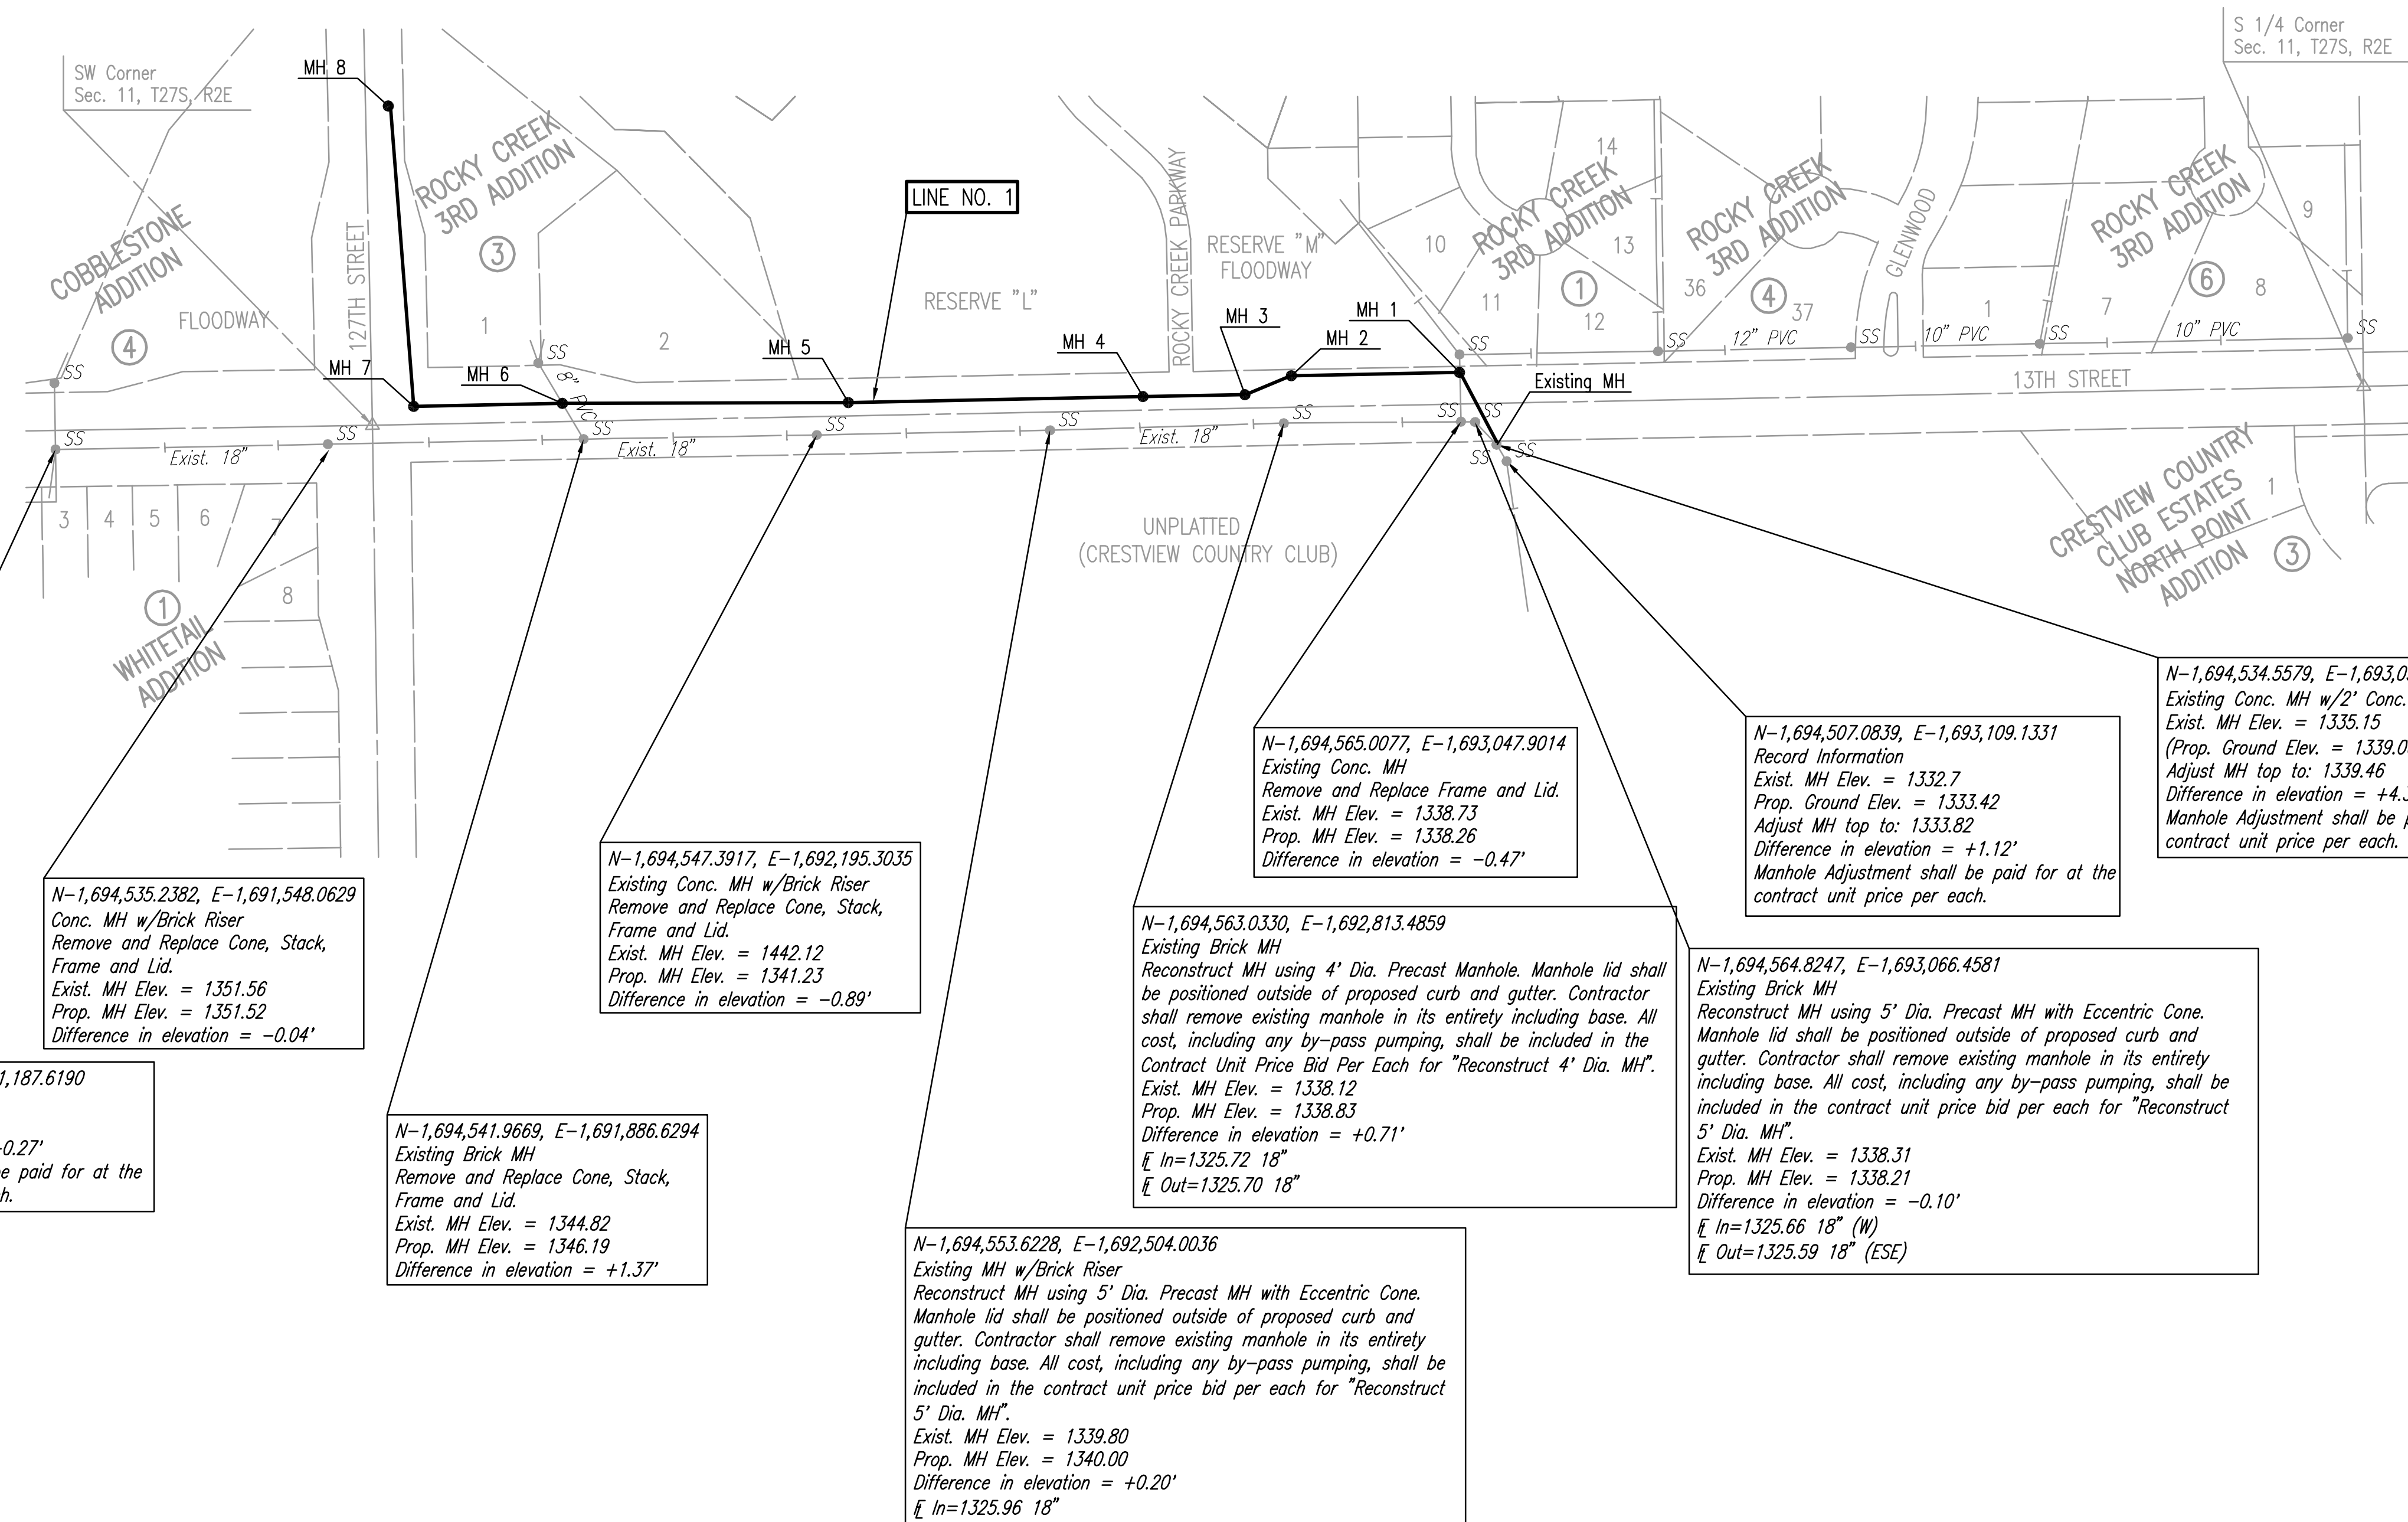 S 1/4 Corner
Sec. 11, T27S, R2E
SW Corner
Sec. 11, T27S, R2E
MH 8
ROCKY CREEK
3RD ADDITION
3
LINE NO. 1
ROCKY CREEK PARKWAY
RESERVE "M"
FLOODWAY
RESERVE "L"
COBBLESTONE
ADDITION
4
FLOODWAY
127TH STREET
1
2
10
14
ROCKY CREEK
3RD ADDITION
13
11
12
1
ROCKY CREEK
3RD ADDITION
36
4
37
GLENWOOD
ROCKY CREEK
3RD ADDITION
6
9
8
1
7
MH 7
MH 6
MH 5
MH 4
MH 3
MH 2
MH 1
Existing MH
SS
SS
8" PVC
SS
SS
12" PVC
SS
10" PVC
SS
10" PVC
SS
13TH STREET
SS
Exist. 18"
SS
SS
Exist. 18"
SS
SS
Exist. 18"
SS
SS
SS
SS
SS
3
4
5
6
7
8
1
WHITETAIL
ADDITION
UNPLATTED
(CRESTVIEW COUNTRY CLUB)
CRESTVIEW COUNTRY
CLUB ESTATES
NORTH POINT
ADDITION
1
3
N-1,694,534.5579, E-1,693,0
Existing Conc. MH w/2' Conc.
Exist. MH Elev. = 1335.15
(Prop. Ground Elev. = 1339.0
Adjust MH top to: 1339.46
Difference in elevation = +4.
Manhole Adjustment shall be
contract unit price per each.
N-1,694,507.0839, E-1,693,109.1331
Record Information
Exist. MH Elev. = 1332.7
Prop. Ground Elev. = 1333.42
Adjust MH top to: 1333.82
Difference in elevation = +1.12'
Manhole Adjustment shall be paid for at the
contract unit price per each.
N-1,694,565.0077, E-1,693,047.9014
Existing Conc. MH
Remove and Replace Frame and Lid.
Exist. MH Elev. = 1338.73
Prop. MH Elev. = 1338.26
Difference in elevation = -0.47'
N-1,694,547.3917, E-1,692,195.3035
Existing Conc. MH w/Brick Riser
Remove and Replace Cone, Stack,
Frame and Lid.
Exist. MH Elev. = 1442.12
Prop. MH Elev. = 1341.23
Difference in elevation = -0.89'
N-1,694,535.2382, E-1,691,548.0629
Conc. MH w/Brick Riser
Remove and Replace Cone, Stack,
Frame and Lid.
Exist. MH Elev. = 1351.56
Prop. MH Elev. = 1351.52
Difference in elevation = -0.04'
N-1,694,563.0330, E-1,692,813.4859
Existing Brick MH
Reconstruct MH using 4' Dia. Precast Manhole. Manhole lid shall
be positioned outside of proposed curb and gutter. Contractor
shall remove existing manhole in its entirety including base. All
cost, including any by-pass pumping, shall be included in the
Contract Unit Price Bid Per Each for "Reconstruct 4' Dia. MH".
Exist. MH Elev. = 1338.12
Prop. MH Elev. = 1338.83
Difference in elevation = +0.71'
FL In=1325.72 18"
FL Out=1325.70 18"
N-1,694,564.8247, E-1,693,066.4581
Existing Brick MH
Reconstruct MH using 5' Dia. Precast MH with Eccentric Cone.
Manhole lid shall be positioned outside of proposed curb and
gutter. Contractor shall remove existing manhole in its entirety
including base. All cost, including any by-pass pumping, shall be
included in the contract unit price bid per each for "Reconstruct
5' Dia. MH".
Exist. MH Elev. = 1338.31
Prop. MH Elev. = 1338.21
Difference in elevation = -0.10'
FL In=1325.66 18" (W)
FL Out=1325.59 18" (ESE)
1,187.6190
0.27'
e paid for at the
h.
N-1,694,541.9669, E-1,691,886.6294
Existing Brick MH
Remove and Replace Cone, Stack,
Frame and Lid.
Exist. MH Elev. = 1344.82
Prop. MH Elev. = 1346.19
Difference in elevation = +1.37'
N-1,694,553.6228, E-1,692,504.0036
Existing MH w/Brick Riser
Reconstruct MH using 5' Dia. Precast MH with Eccentric Cone.
Manhole lid shall be positioned outside of proposed curb and
gutter. Contractor shall remove existing manhole in its entirety
including base. All cost, including any by-pass pumping, shall be
included in the contract unit price bid per each for "Reconstruct
5' Dia. MH".
Exist. MH Elev. = 1339.80
Prop. MH Elev. = 1340.00
Difference in elevation = +0.20'
FL In=1325.96 18"